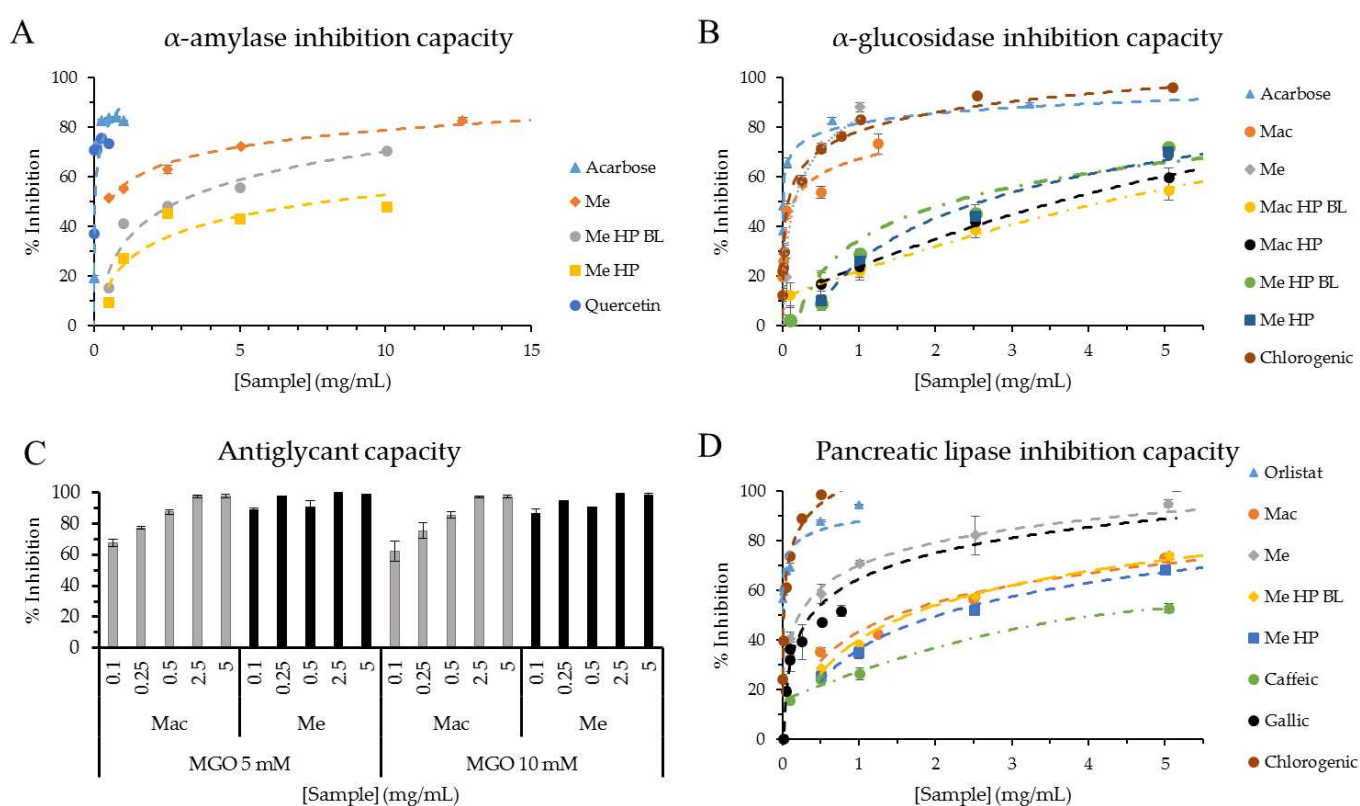 A
α-amylase inhibition capacity
% Inhibition
100
80
60
40
20
0
0
5
10
15
[Sample] (mg/mL)
Acarbose
Me
Me HP BL
Me HP
Quercetin
B
α-glucosidase inhibition capacity
% Inhibition
100
80
60
40
20
0
0
1
2
3
4
5
[Sample] (mg/mL)
Acarbose
Mac
Me
Mac HP BL
Mac HP
Me HP BL
Me HP
Chlorogenic
C
Antiglycant capacity
% Inhibition
100
80
60
40
20
0
0.1 0.25 0.5 2.5 5 0.1 0.25 0.5 2.5 5 0.1 0.25 0.5 2.5 5 0.1 0.25 0.5 2.5 5
Mac Me Mac Me
MGO 5 mM MGO 10 mM
[Sample] (mg/mL)
D
Pancreatic lipase inhibition capacity
% Inhibition
100
80
60
40
20
0
0
1
2
3
4
5
[Sample] (mg/mL)
Orlistat
Mac
Me
Me HP BL
Me HP
Caffeic
Gallic
Chlorogenic